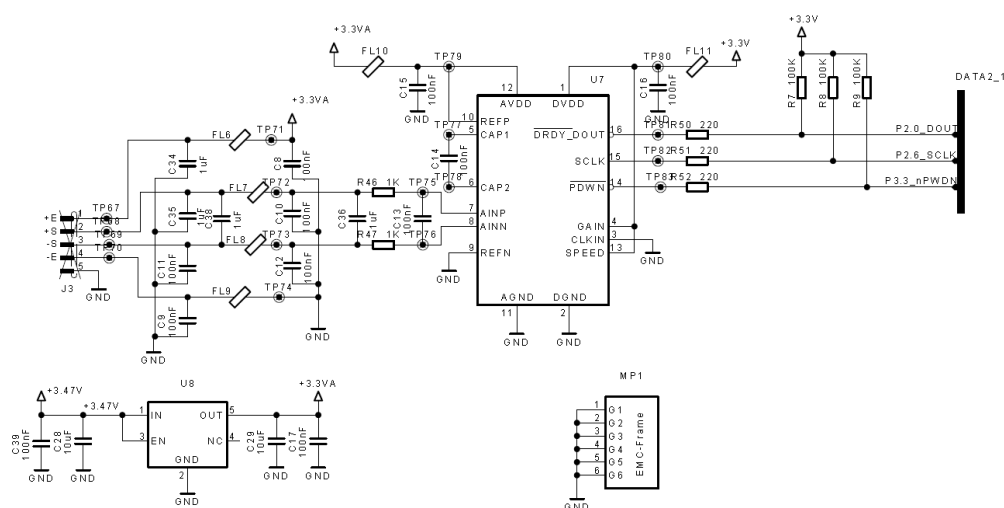 +3.3VA
FL10
TP79
C15
100nF
GND
TP80
FL11
+3.3V
C16
100nF
GND
+3.3V
R7 100K
R8 100K
R9 100K
DATA2_1
U7
12
AVDD
1
DVDD
10
REFP
5
CAP1
6
CAP2
7
AINP
8
AINN
9
REFN
DRDY_DOUT
16
SCLK
15
PDWN
14
GAIN
4
CLKIN
3
SPEED
13
AGND
11
DGND
2
GND
GND
GND
GND
TP77
C14
100nF
TP78
TP81
R50 220
P2.0_DOUT
TP82
R51 220
P2.6_SCLK
TP83
R52 220
P3.3_nPWDN
+3.3VA
FL6
TP71
C34
1uF
C8
100nF
FL7
TP72
C35
1uF
C38
1uF
C10
100nF
R46 1K
TP75
C36
1uF
C13
100nF
R47 1K
TP76
FL8
TP73
C11
100nF
C12
100nF
FL9
TP74
C9
100nF
GND
GND
+E
1
TP67
+S
2
TP68
-S
3
TP69
-E
4
TP70
5
J3
GND
+3.47V
+3.47V
C39
100nF
C28
10uF
GND
GND
U8
1
IN
3
EN
OUT
5
NC
4
GND
2
GND
+3.3VA
C29
10uF
C17
100nF
GND
GND
MP1
1
G1
2
G2
3
G3
4
G4
5
G5
6
G6
EMC-Frame
GND